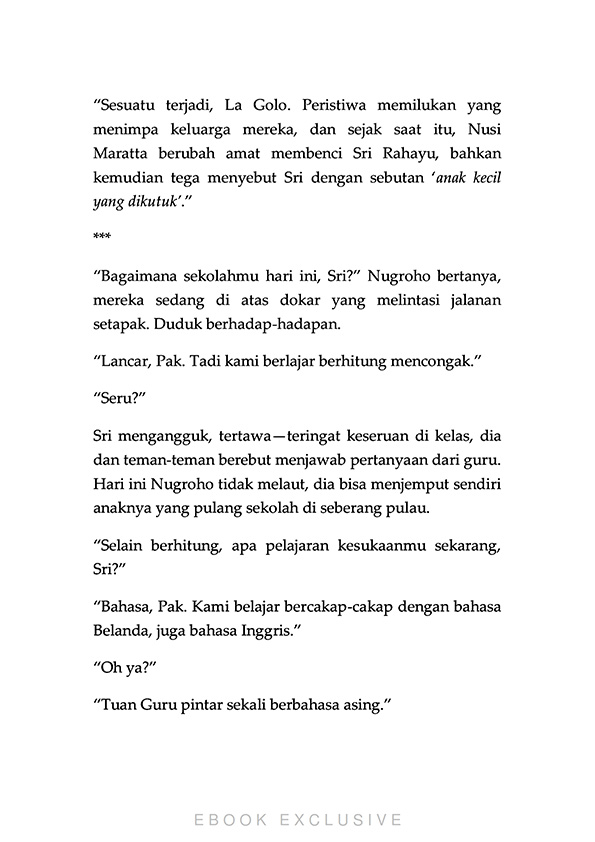 “Sesuatu terjadi, La Golo. Peristiwa memilukan yang
menimpa keluarga mereka, dan sejak saat itu, Nusi
Maratta berubah amat membenci Sri Rahayu, bahkan
kemudian tega menyebut Sri dengan sebutan ‘anak kecil
yang dikutuk’.”
***
“Bagaimana sekolahmu hari ini, Sri?” Nugroho bertanya,
mereka sedang di atas dokar yang melintasi jalanan
setapak. Duduk berhadap-hadapan.
“Lancar, Pak. Tadi kami berlajar berhitung mencongak.”
“Seru?”
Sri mengangguk, tertawa—teringat keseruan di kelas, dia
dan teman-teman berebut menjawab pertanyaan dari guru.
Hari ini Nugroho tidak melaut, dia bisa menjemput sendiri
anaknya yang pulang sekolah di seberang pulau.
“Selain berhitung, apa pelajaran kesukaanmu sekarang,
Sri?”
“Bahasa, Pak. Kami belajar bercakap-cakap dengan bahasa
Belanda, juga bahasa Inggris.”
“Oh ya?”
“Tuan Guru pintar sekali berbahasa asing.”
EBOOK EXCLUSIVE